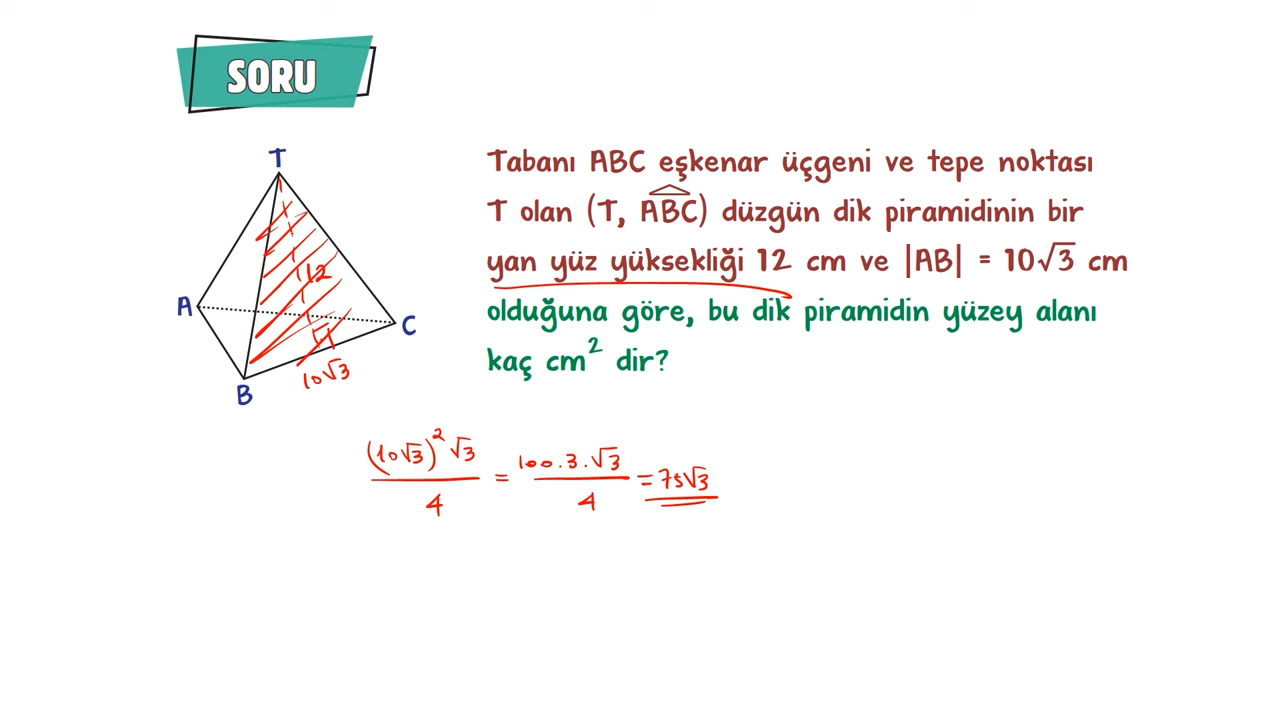 SORU
T
A
B
C
12
10√3
Tabanı ABC eşkenar üçgeni ve tepe noktası
T olan (T, ABC) düzgün dik piramidinin bir
yan yüz yüksekliği 12 cm ve |AB| = 10√3 cm
olduğuna göre, bu dik piramidin yüzey alanı
kaç cm² dir?
(10√3)²√3 / 4 = 100.3.√3 / 4 = 75√3